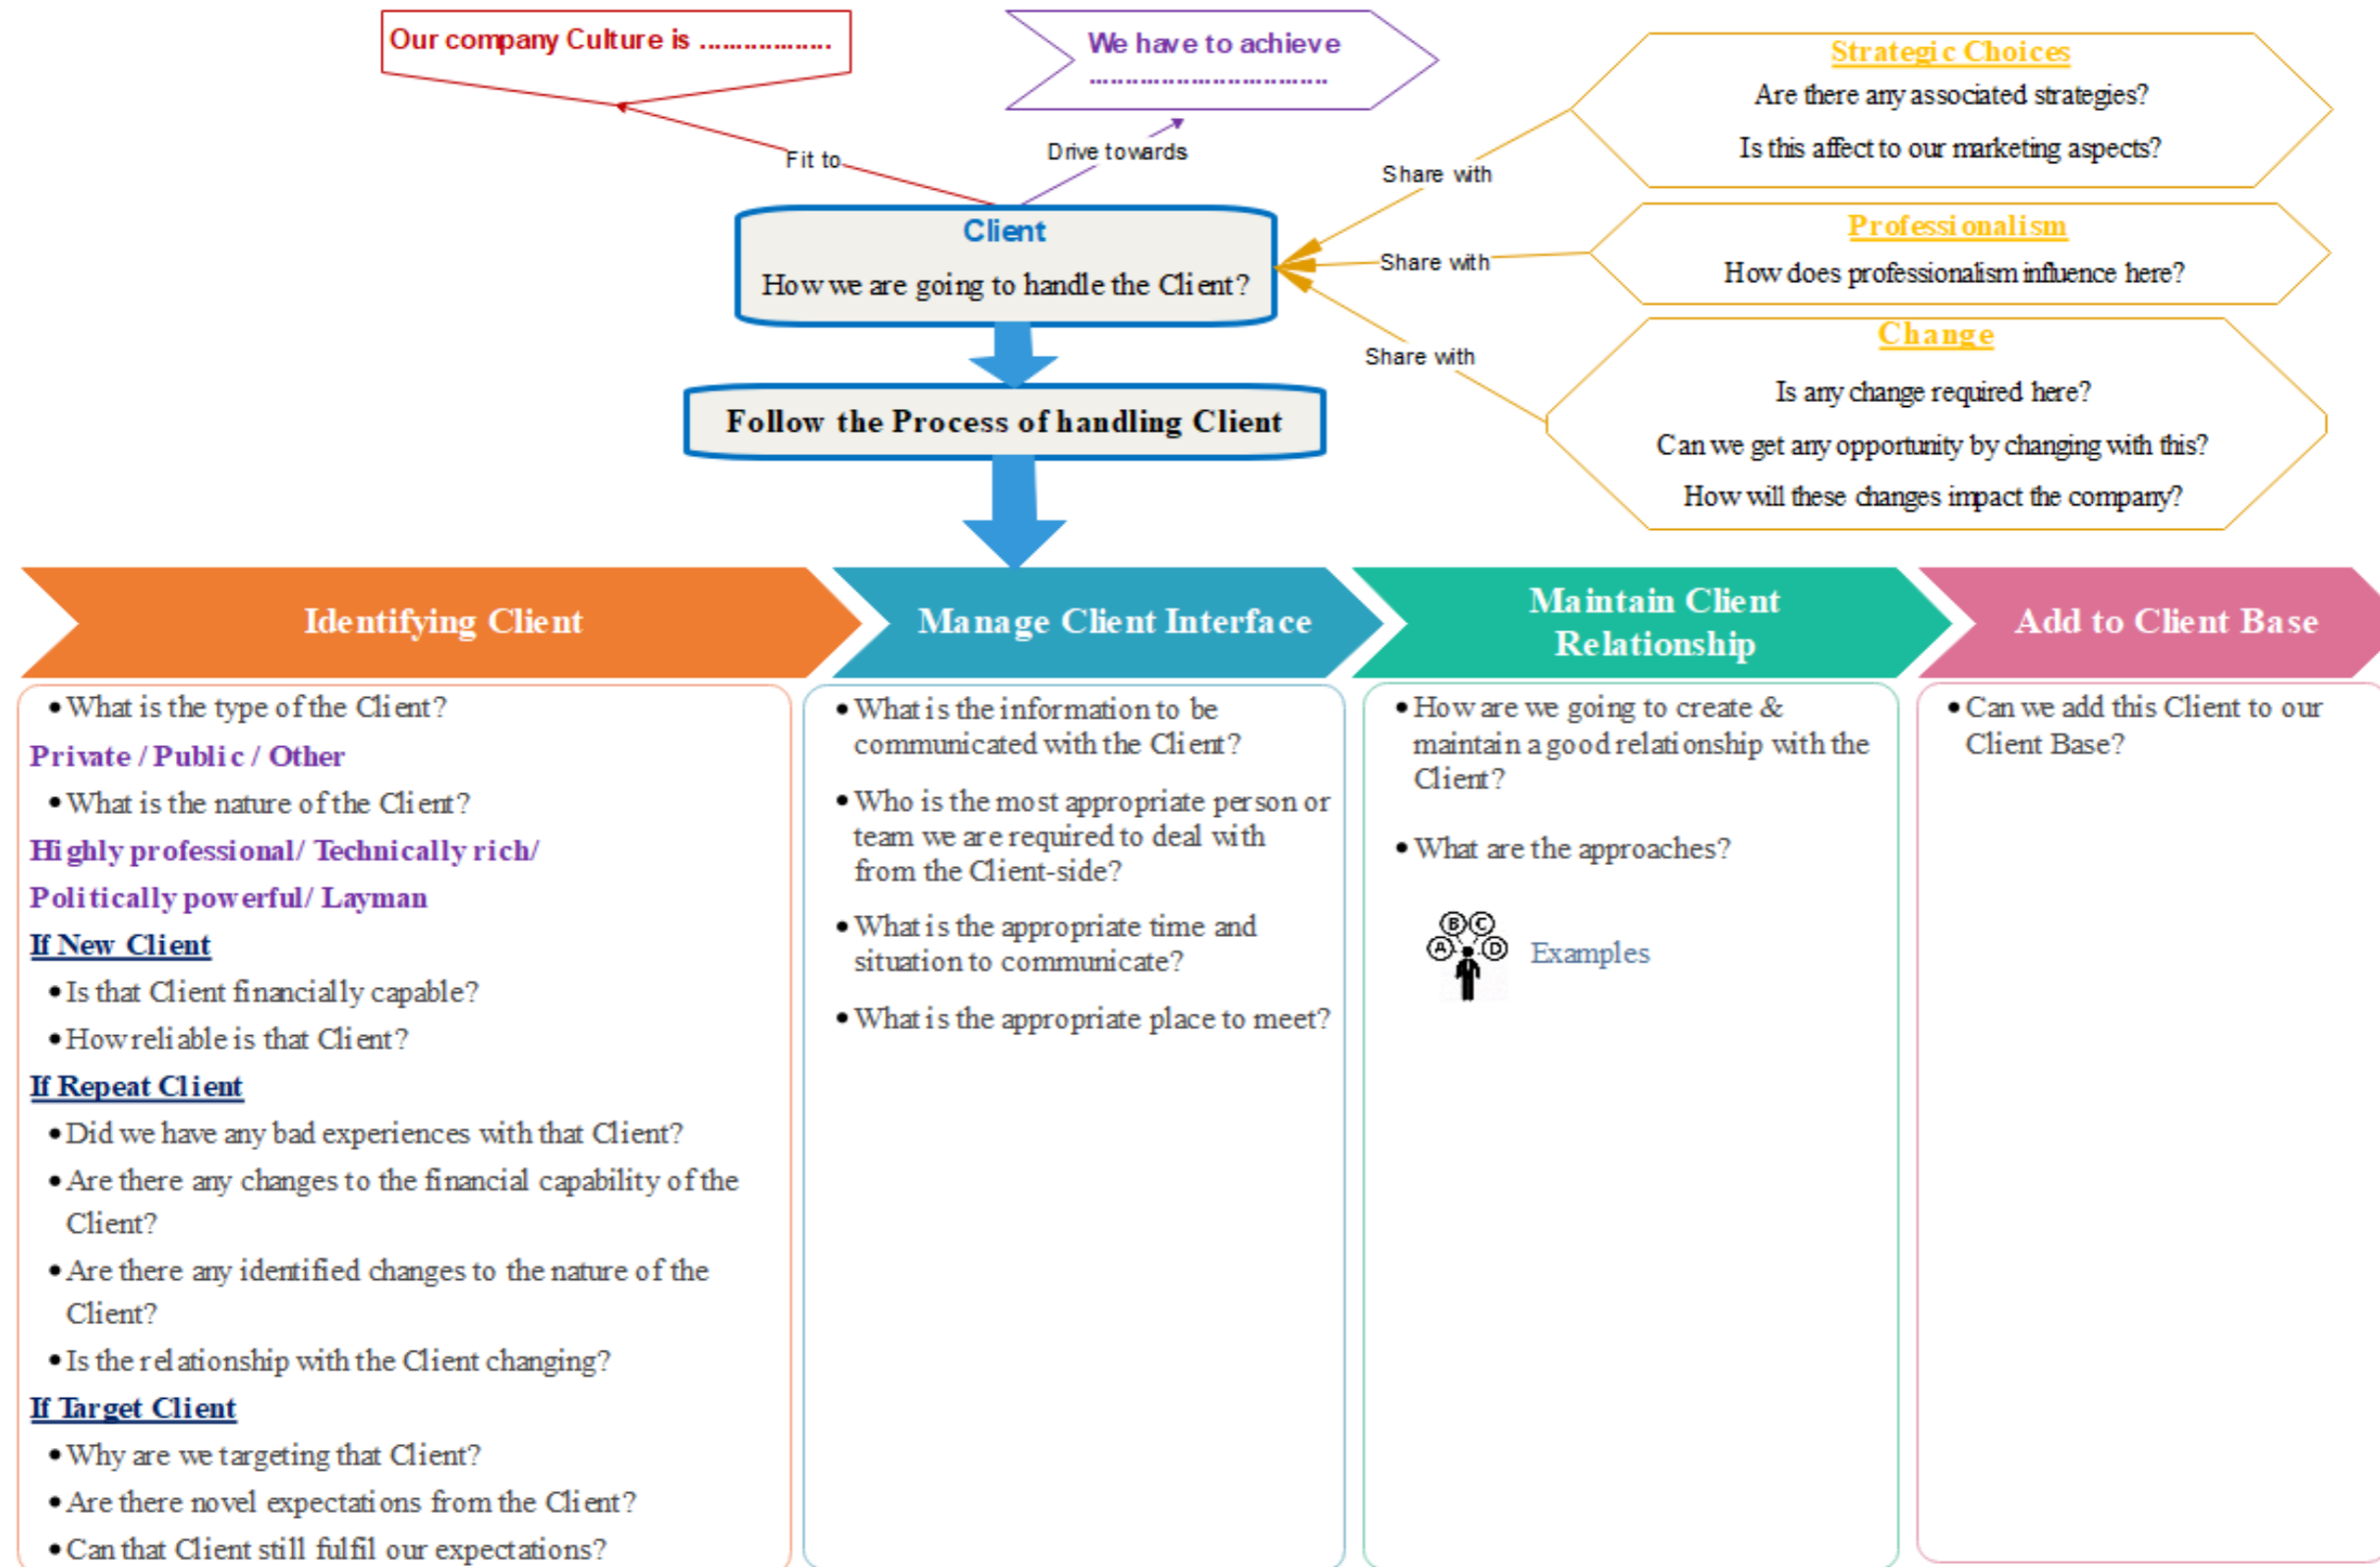 Our company Culture is ..................
We have to achieve
.................................
Strategic Choices
Are there any associated strategies?
Is this affect to our marketing aspects?
Fit to
Drive towards
Share with
Client
How we are going to handle the Client?
Share with
Professionalism
How does professionalism influence here?
Share with
Change
Is any change required here?
Can we get any opportunity by changing with this?
How will these changes impact the company?
Follow the Process of handling Client
Identifying Client
• What is the type of the Client?
Private / Public / Other
• What is the nature of the Client?
Highly professional/ Technically rich/
Politically powerful/ Layman
If New Client
• Is that Client financially capable?
• How reliable is that Client?
If Repeat Client
• Did we have any bad experiences with that Client?
• Are there any changes to the financial capability of the
Client?
• Are there any identified changes to the nature of the
Client?
• Is the relationship with the Client changing?
If Target Client
• Why are we targeting that Client?
• Are there novel expectations from the Client?
• Can that Client still fulfil our expectations?
Manage Client Interface
• What is the information to be
communicated with the Client?
• Who is the most appropriate person or
team we are required to deal with
from the Client-side?
• What is the appropriate time and
situation to communicate?
• What is the appropriate place to meet?
Maintain Client
Relationship
• How are we going to create &
maintain a good relationship with the
Client?
• What are the approaches?
A B C D
Examples
Add to Client Base
• Can we add this Client to our
Client Base?